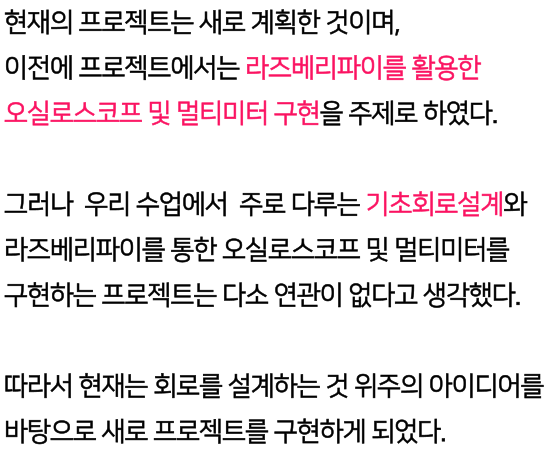 현재의 프로젝트는 새로 계획한 것이며,
이전에 프로젝트에서는 라즈베리파이를 활용한
오실로스코프 및 멀티미터 구현을 주제로 하였다.
그러나 우리 수업에서 주로 다루는 기초회로설계와
라즈베리파이를 통한 오실로스코프 및 멀티미터를
구현하는 프로젝트는 다소 연관이 없다고 생각했다.
따라서 현재는 회로를 설계하는 것 위주의 아이디어를
바탕으로 새로 프로젝트를 구현하게 되었다.